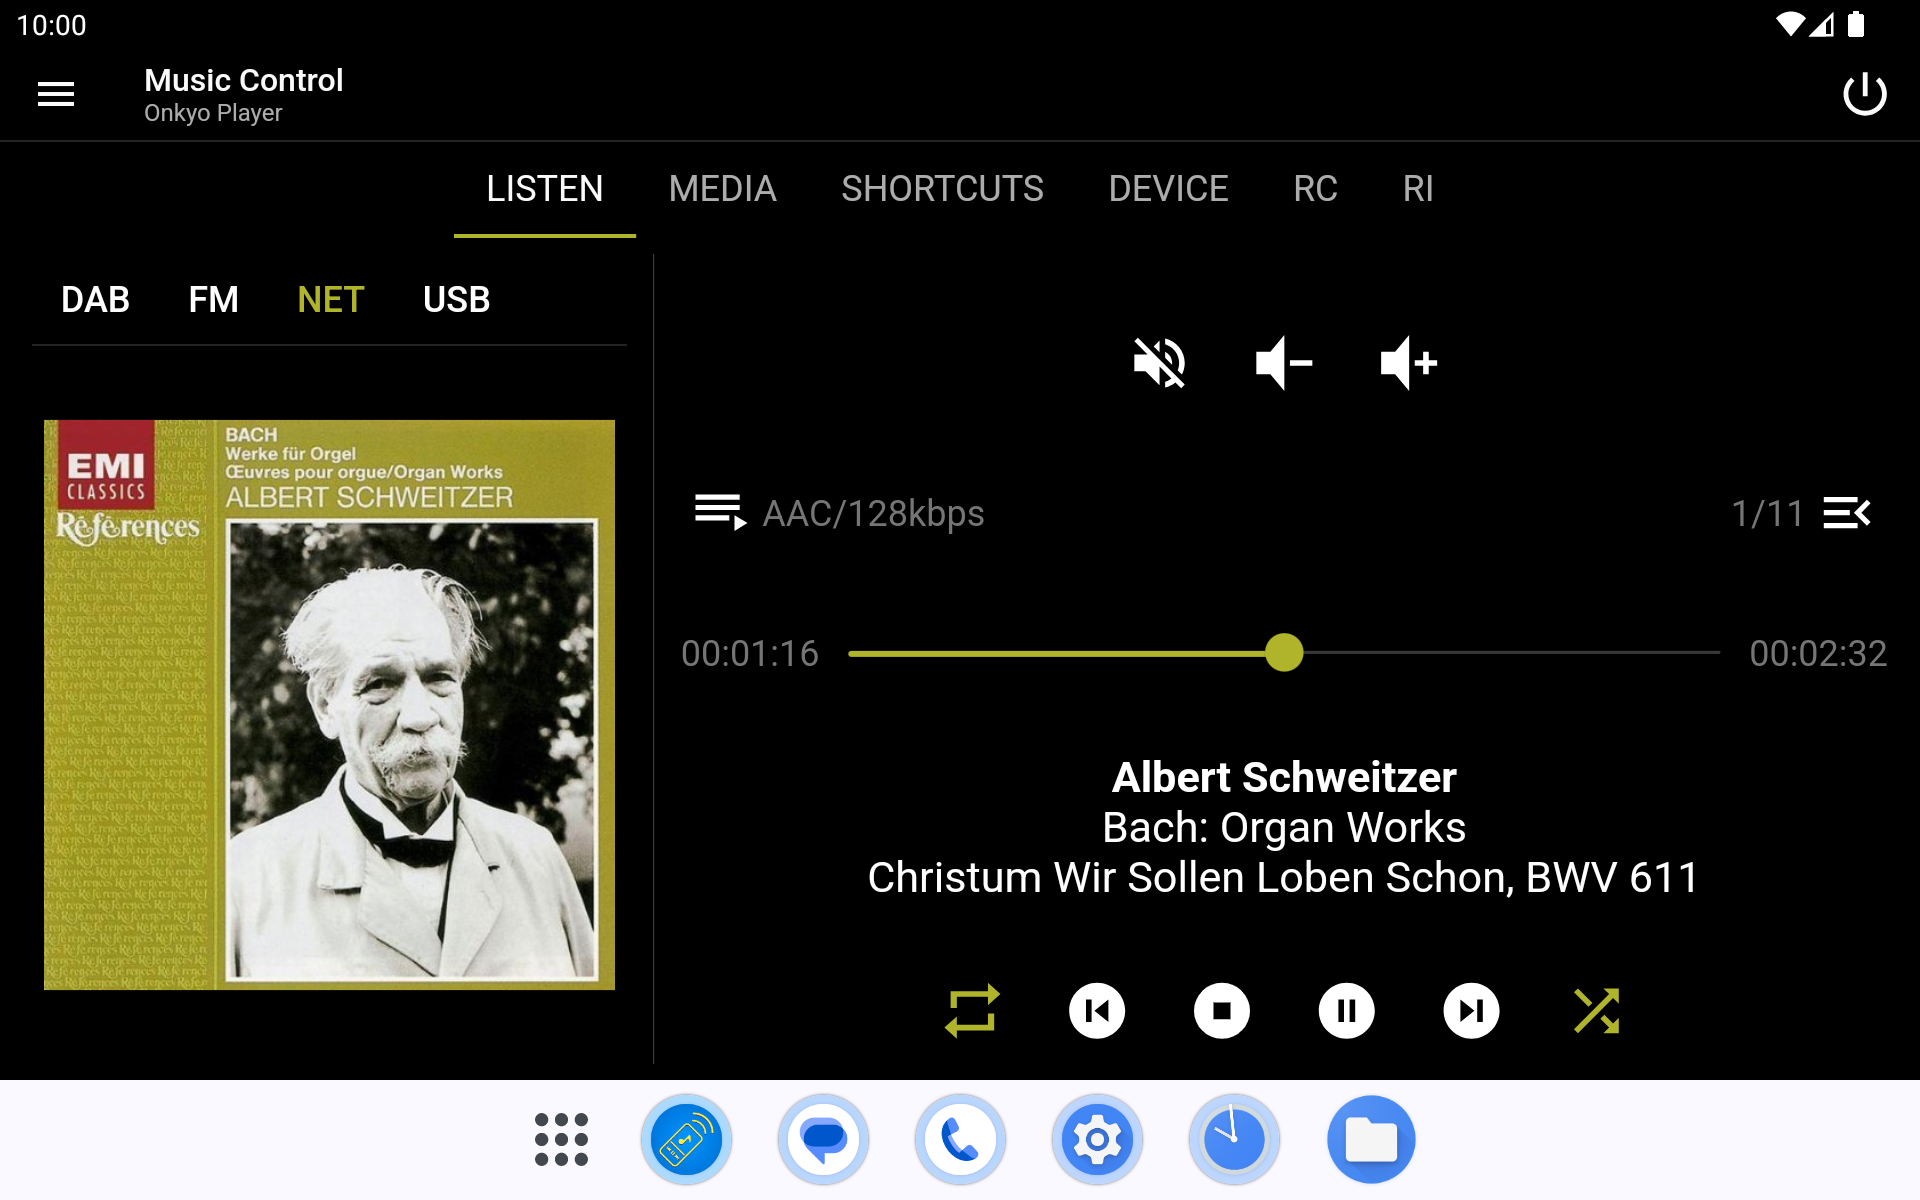 10:00
Music Control
Onkyo Player
LISTEN MEDIA SHORTCUTS DEVICE RC RI
DAB FM NET USB
EMI
CLASSICS
Références
BACH
Werke für Orgel
Œuvres pour orgue/Organ Works
ALBERT SCHWEITZER
AAC/128kbps
1/11
00:01:16
00:02:32
Albert Schweitzer
Bach: Organ Works
Christum Wir Sollen Loben Schon, BWV 611